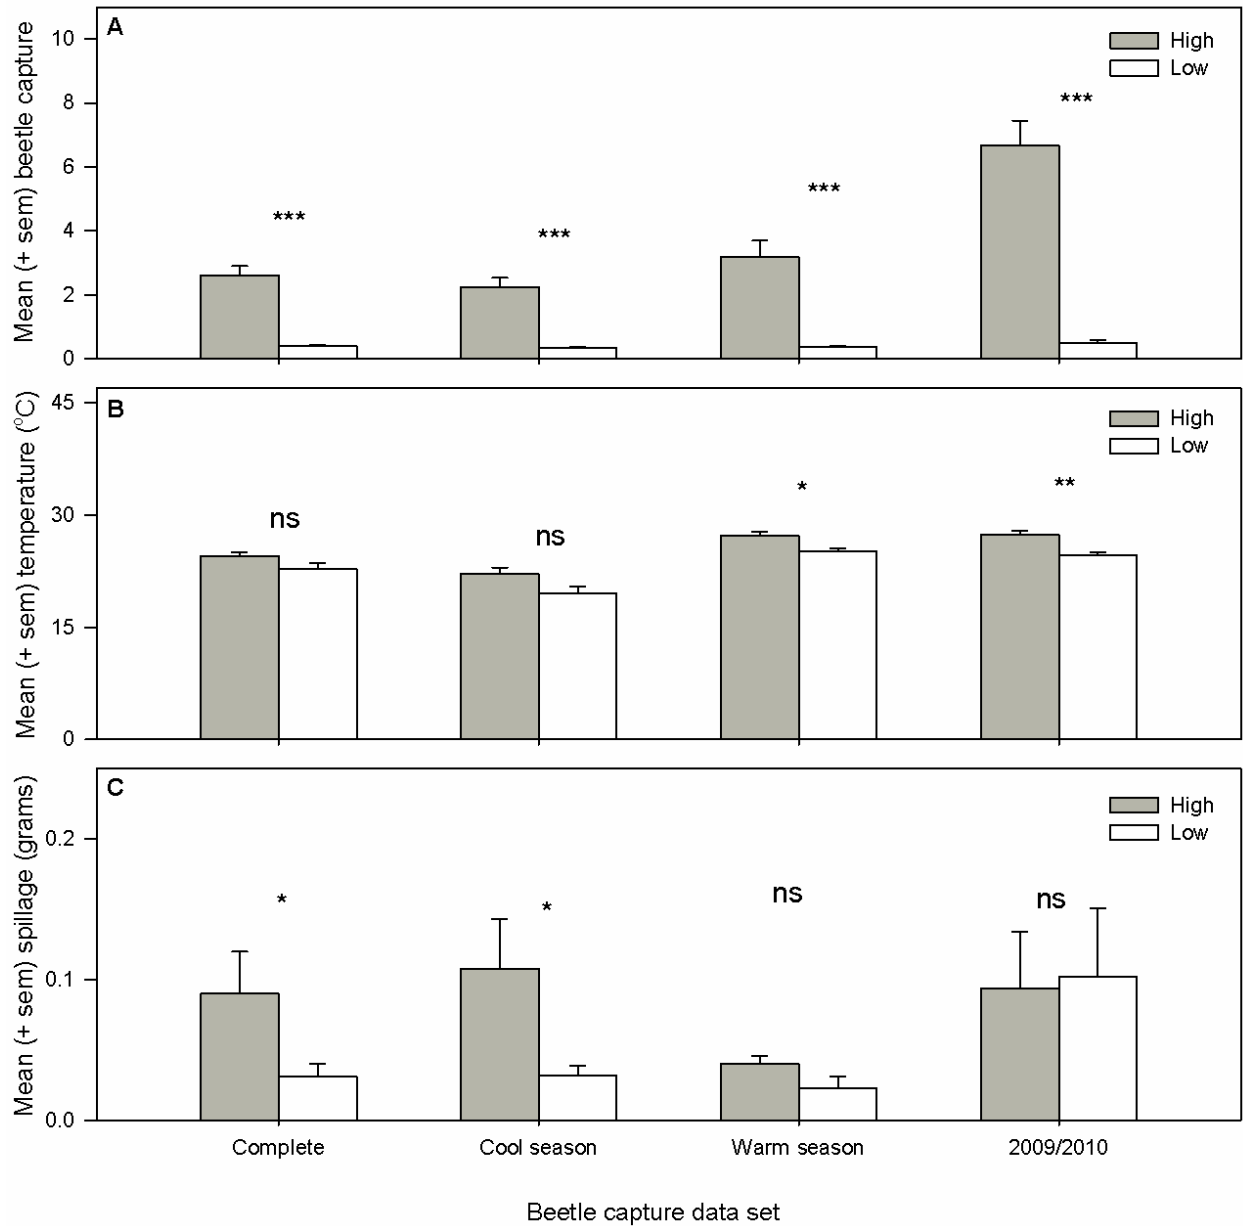 A
High
Low
10
8
6
4
2
0
Mean (+ sem) beetle capture
***
***
***
***
B
High
Low
45
30
15
0
Mean (+ sem) temperature (°C)
ns
ns
*
**
C
High
Low
0.2
0.1
0.0
Mean (+ sem) spillage (grams)
*
*
ns
ns
Complete Cool season Warm season 2009/2010
Beetle capture data set